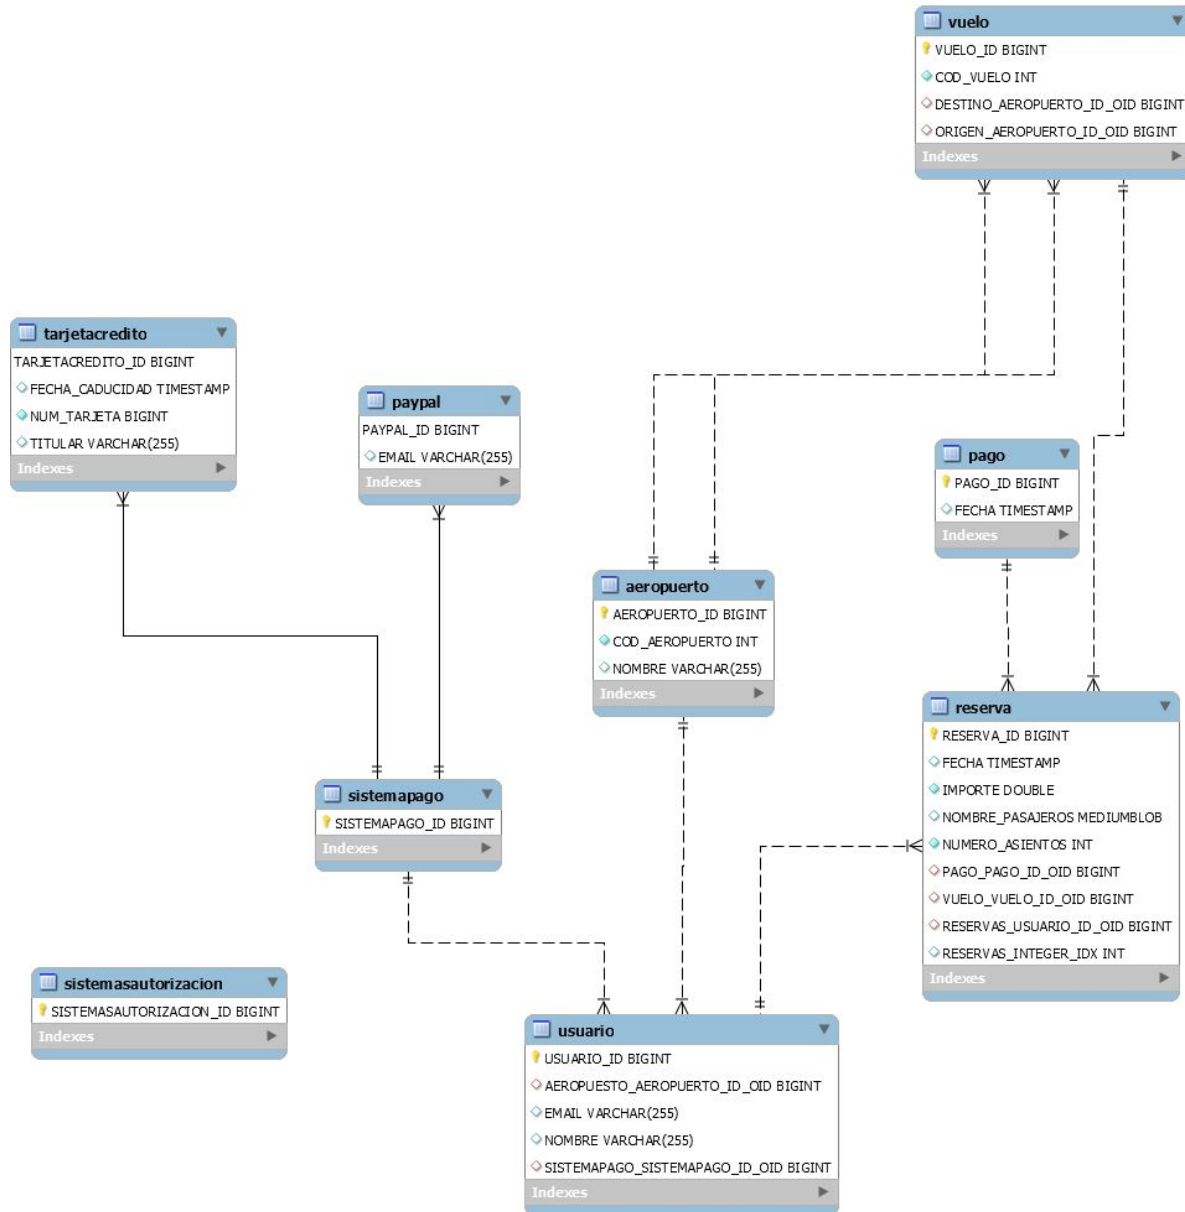 vuelo
VUELO_ID BIGINT
COD_VUELO INT
DESTINO_AEROPUERTO_ID_OID BIGINT
ORIGEN_AEROPUERTO_ID_OID BIGINT
Indexes
tarjetacredito
TARJETACREDITO_ID BIGINT
FECHA_CADUCIDAD TIMESTAMP
NUM_TARJETA BIGINT
TITULAR VARCHAR(255)
Indexes
paypal
PAYPAL_ID BIGINT
EMAIL VARCHAR(255)
Indexes
pago
PAGO_ID BIGINT
FECHA TIMESTAMP
Indexes
aeropuerto
AEROPUERTO_ID BIGINT
COD_AEROPUERTO INT
NOMBRE VARCHAR(255)
Indexes
reserva
RESERVA_ID BIGINT
FECHA TIMESTAMP
IMPORTE DOUBLE
NOMBRE_PASAJEROS MEDIUMBLOB
NUMERO_ASIENTOS INT
PAGO_PAGO_ID_OID BIGINT
VUELO_VUELO_ID_OID BIGINT
RESERVAS_USUARIO_ID_OID BIGINT
RESERVAS_INTEGER_IDX INT
Indexes
sistemapago
SISTEMAPAGO_ID BIGINT
Indexes
sistemasautorizacion
SISTEMASAUTORIZACION_ID BIGINT
Indexes
usuario
USUARIO_ID BIGINT
AEROPUESTO_AEROPUERTO_ID_OID BIGINT
EMAIL VARCHAR(255)
NOMBRE VARCHAR(255)
SISTEMAPAGO_SISTEMAPAGO_ID_OID BIGINT
Indexes